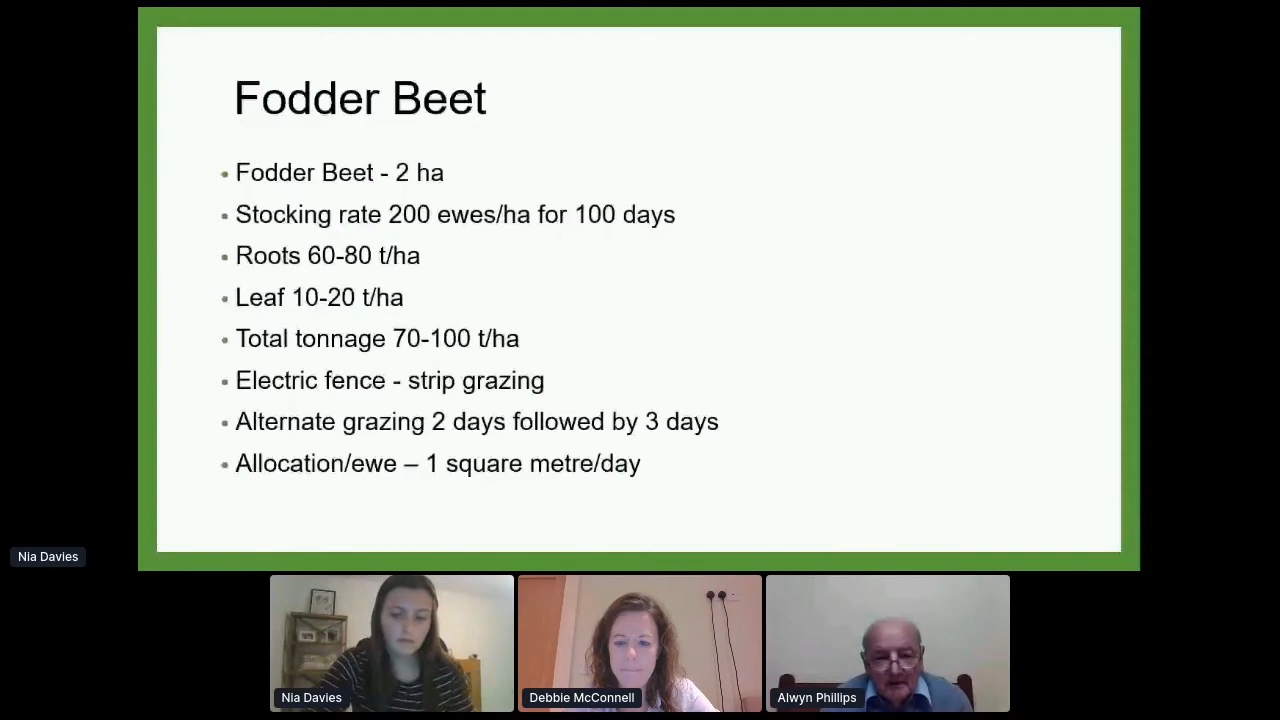 Fodder Beet
• Fodder Beet - 2 ha
• Stocking rate 200 ewes/ha for 100 days
• Roots 60-80 t/ha
• Leaf 10-20 t/ha
• Total tonnage 70-100 t/ha
• Electric fence - strip grazing
• Alternate grazing 2 days followed by 3 days
• Allocation/ewe – 1 square metre/day
Nia Davies
Nia Davies
Debbie McConnell
Alwyn Phillips